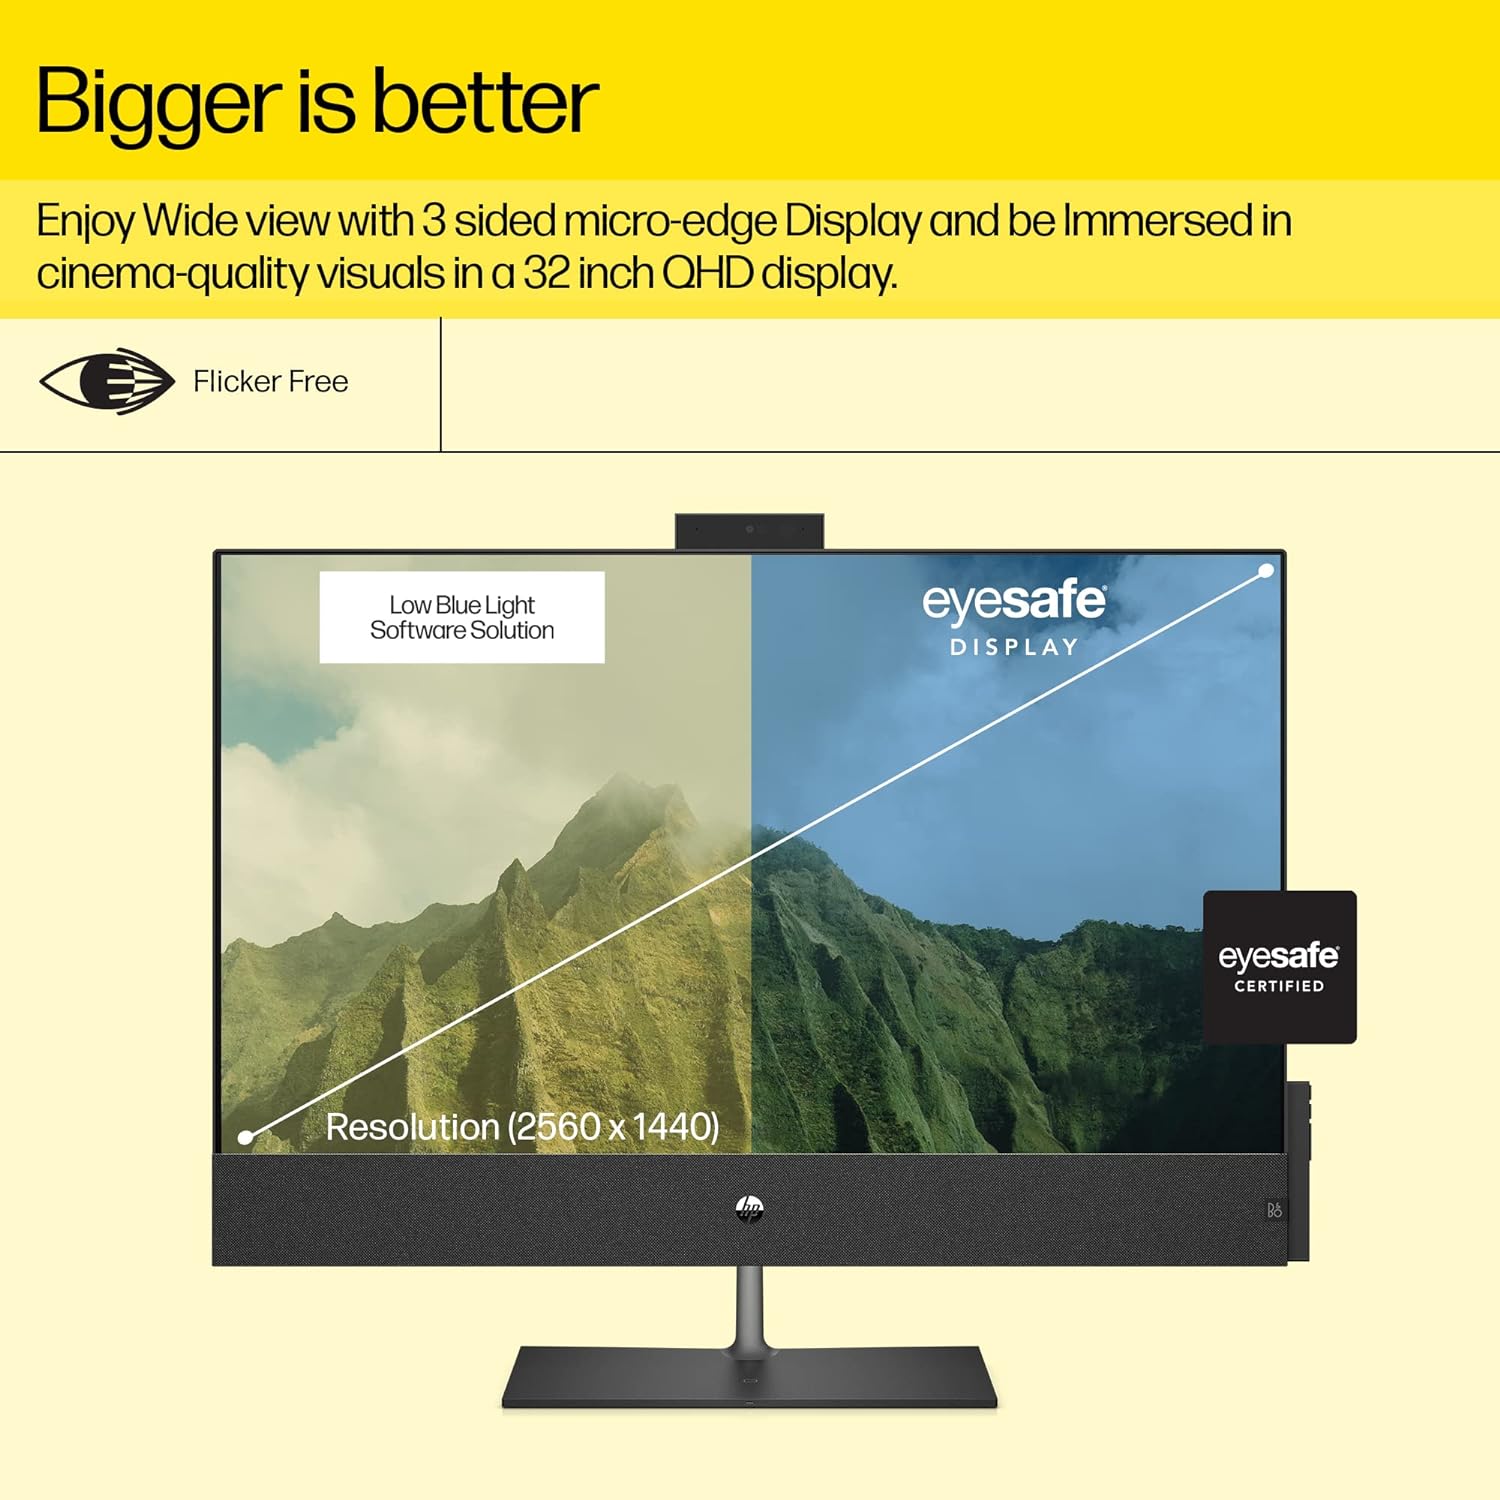 Bigger is better
Enjoy Wide view with 3 sided micro-edge Display and be Immersed in
cinema-quality visuals in a 32 inch QHD display.
Flicker Free
Low Blue Light
Software Solution
eyesafe®
DISPLAY
eyesafe®
CERTIFIED
Resolution (2560 x 1440)
hp
B&O